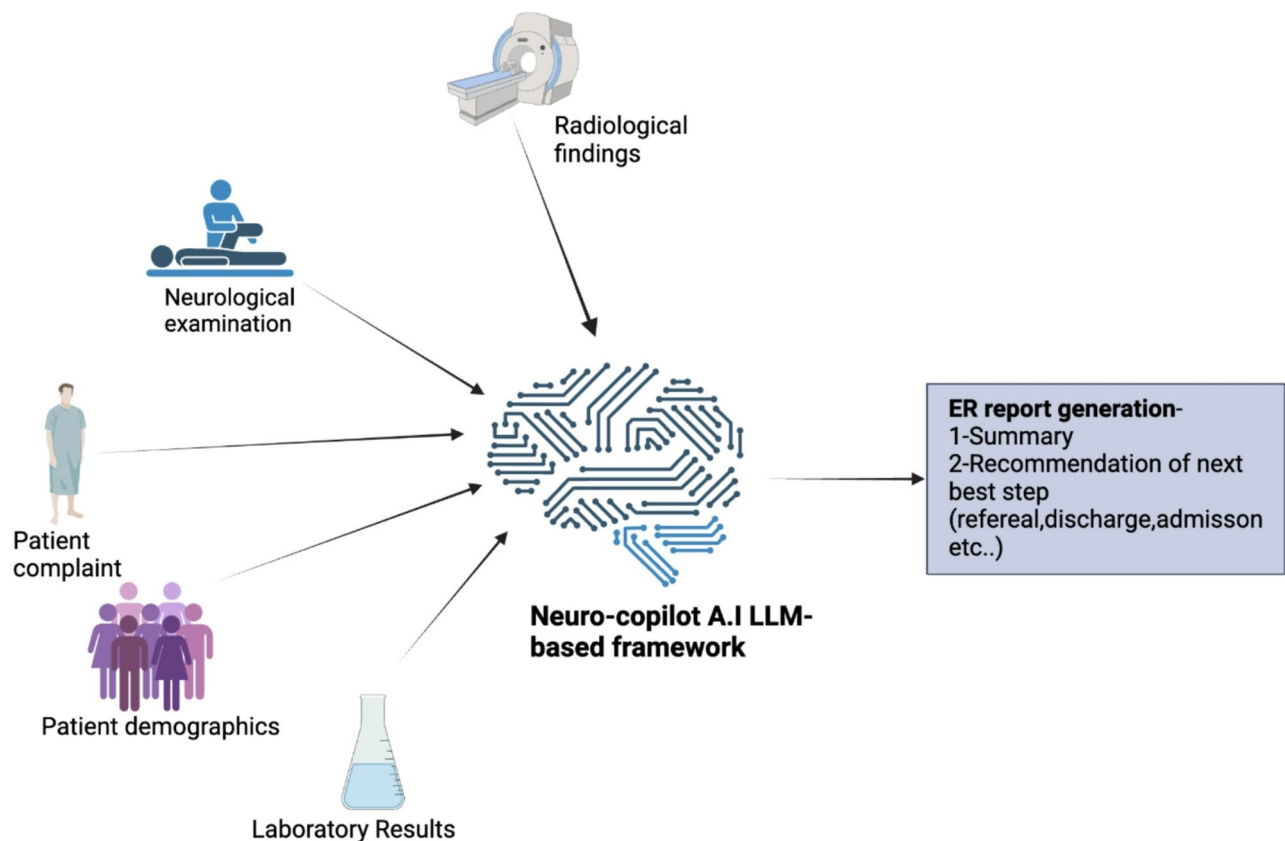 Radiological
findings
Neurological
examination
Patient
complaint
Patient demographics
Laboratory Results
Neuro-copilot A.I LLM-
based framework
ER report generation-
1-Summary
2-Recommendation of next
best step
(refereal,discharge,admisson
etc..)